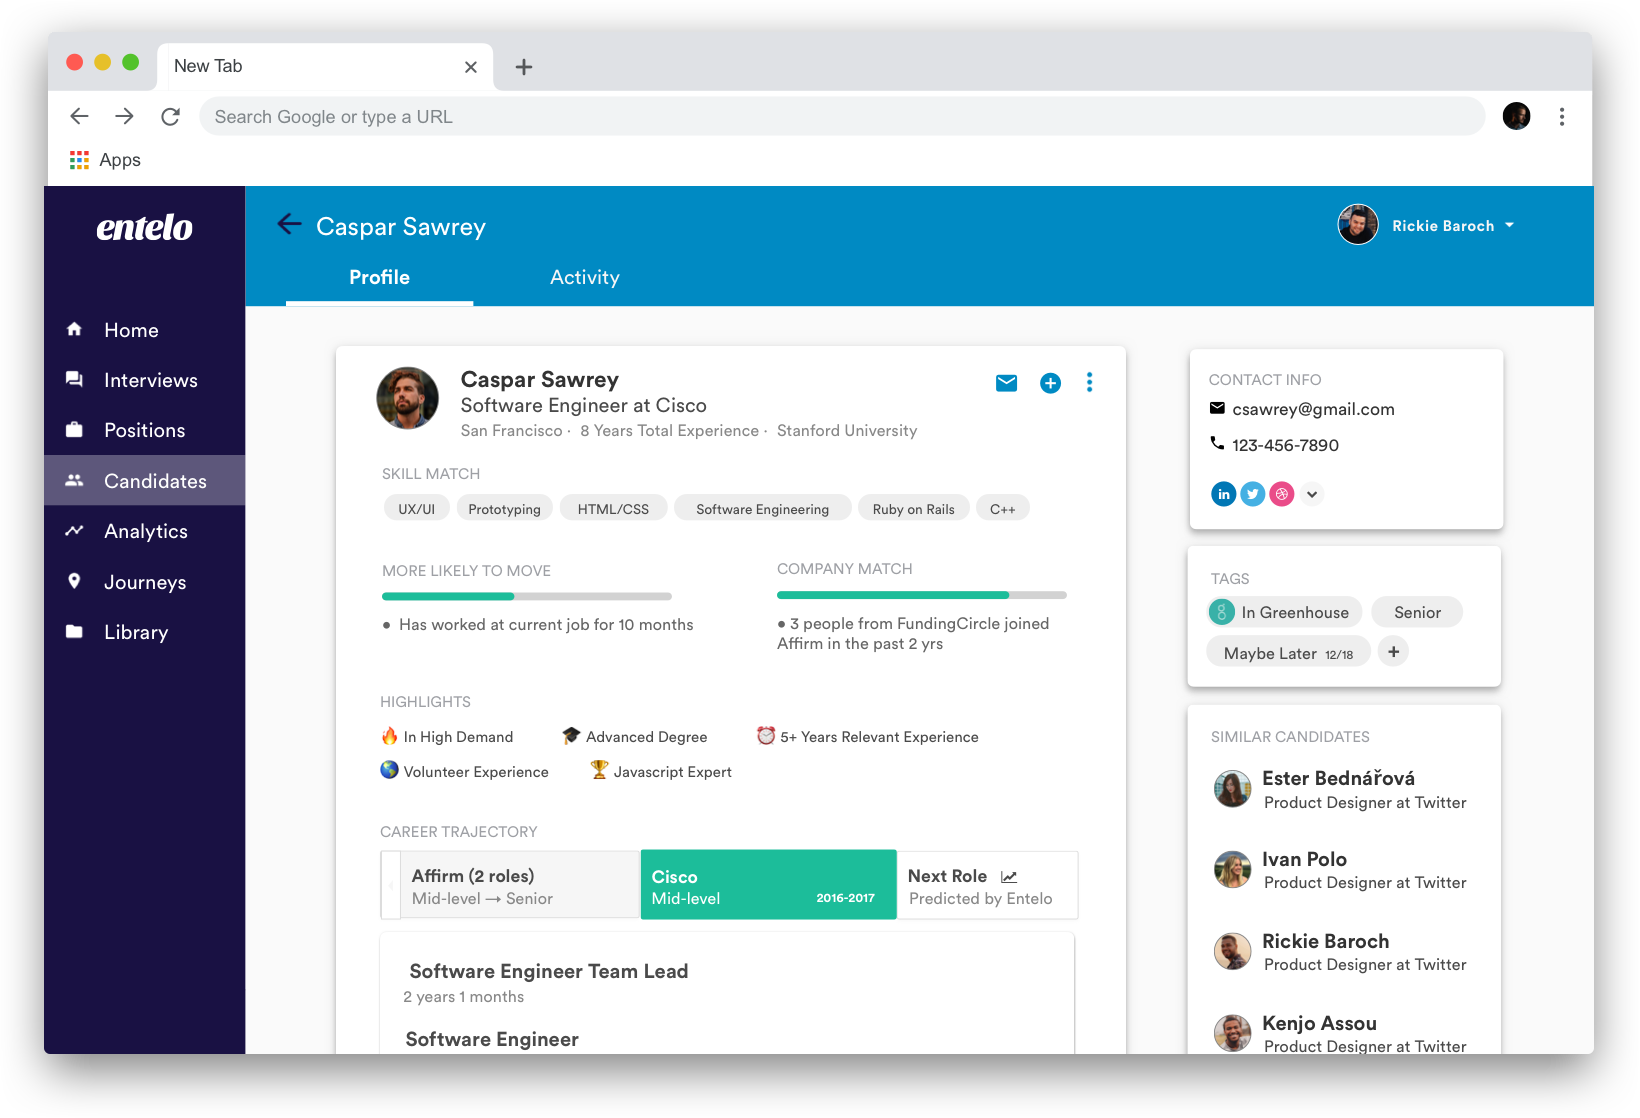 New Tab
Search Google or type a URL
Apps
entelo
Home
Interviews
Positions
Candidates
Analytics
Journeys
Library
Caspar Sawrey
Rickie Baroch
Profile
Activity
Caspar Sawrey
Software Engineer at Cisco
San Francisco · 8 Years Total Experience · Stanford University
SKILL MATCH
UX/UI
Prototyping
HTML/CSS
Software Engineering
Ruby on Rails
C++
MORE LIKELY TO MOVE
• Has worked at current job for 10 months
COMPANY MATCH
• 3 people from FundingCircle joined
Affirm in the past 2 yrs
HIGHLIGHTS
🔥 In High Demand
🎓 Advanced Degree
⏰ 5+ Years Relevant Experience
🌎 Volunteer Experience
🏆 Javascript Expert
CAREER TRAJECTORY
Affirm (2 roles)
Mid-level → Senior
Cisco
Mid-level
2016-2017
Next Role
Predicted by Entelo
Software Engineer Team Lead
2 years 1 months
Software Engineer
CONTACT INFO
csawrey@gmail.com
123-456-7890
in
TAGS
g In Greenhouse
Senior
Maybe Later 12/18
+
SIMILAR CANDIDATES
Ester Bednářová
Product Designer at Twitter
Ivan Polo
Product Designer at Twitter
Rickie Baroch
Product Designer at Twitter
Kenjo Assou
Product Designer at Twitter